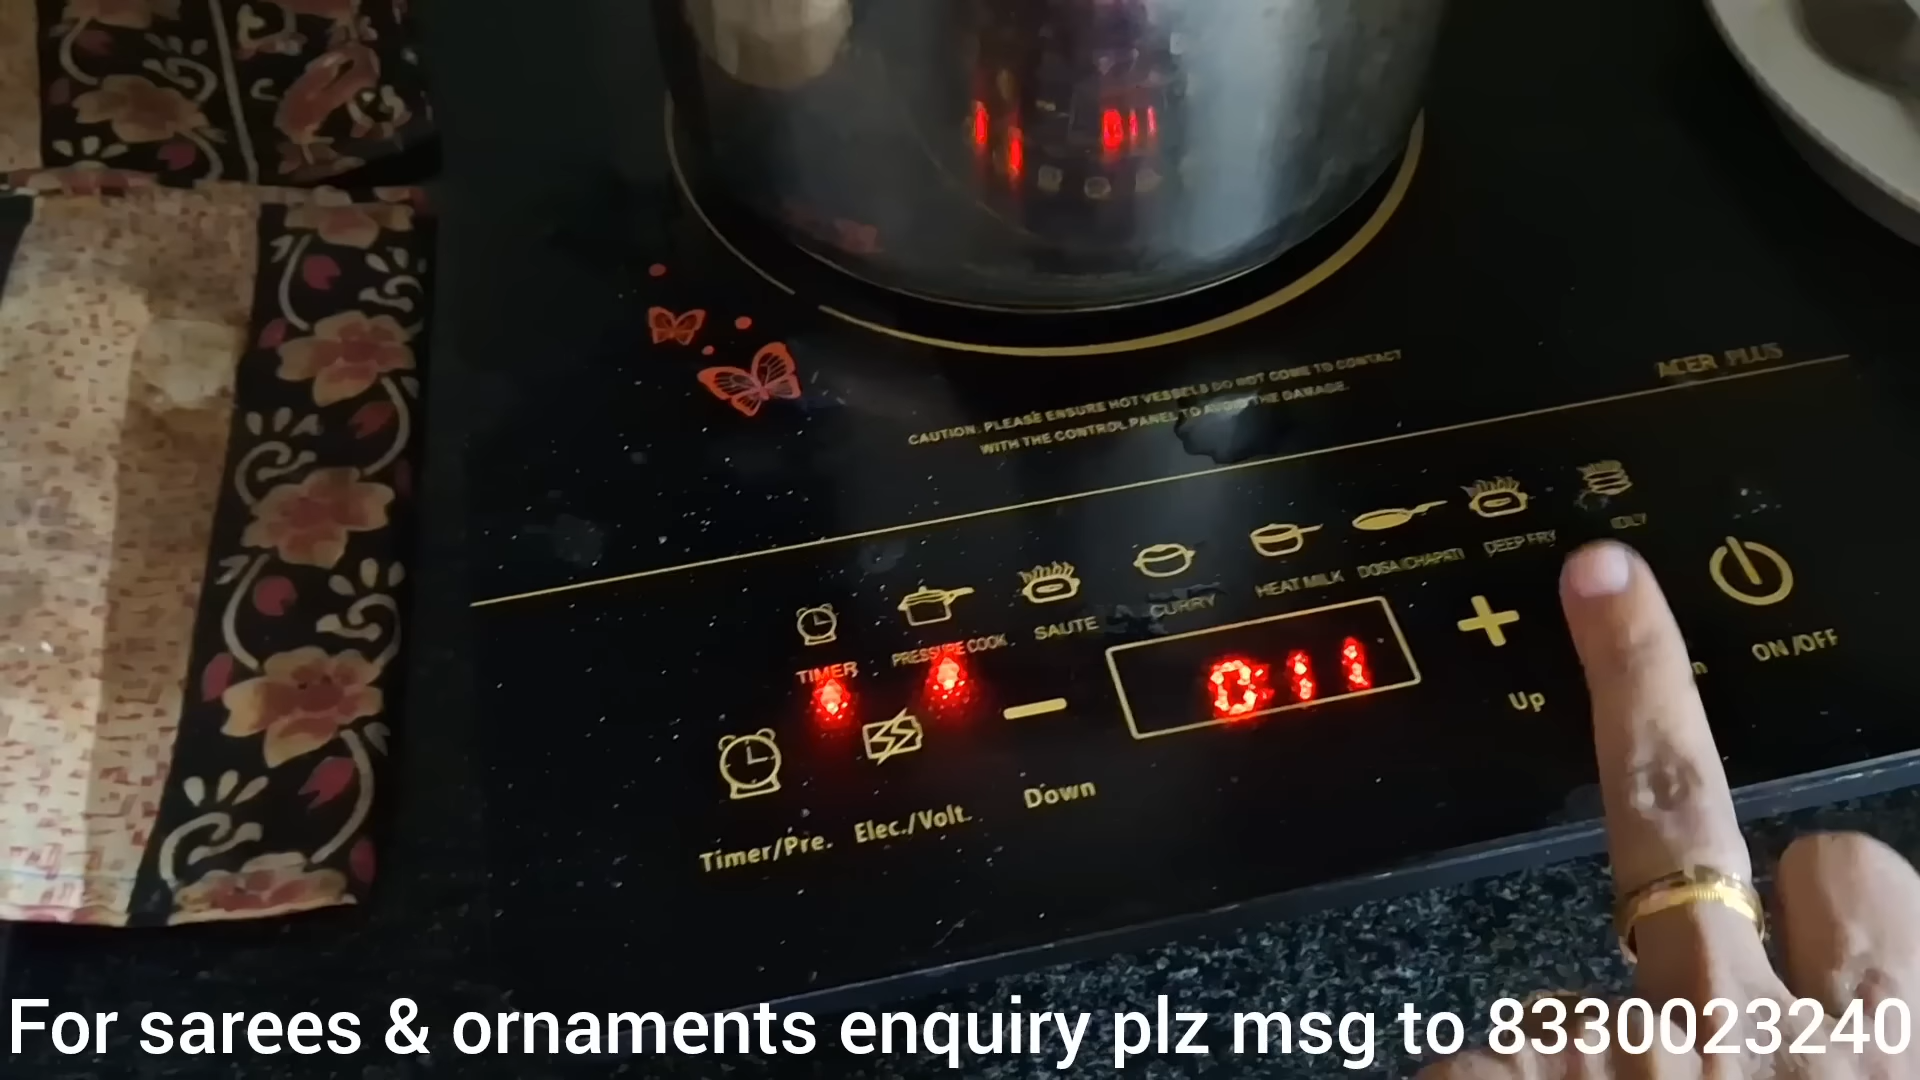 CAUTION. PLEASE ENSURE HOT VESSELS DO NOT COME TO CONTACT
WITH THE CONTROL PANEL TO AVOID THE DAMAGE.
ACER PLUS
TIMER
PRESSURE COOK
SAUTE
CURRY
HEAT MILK
DOSA/CHAPATI
DEEP FRY
IDLY
0:11
Timer/Pre.
Elec./Volt.
Down
Up
ON/OFF
For sarees & ornaments enquiry plz msg to 8330023240